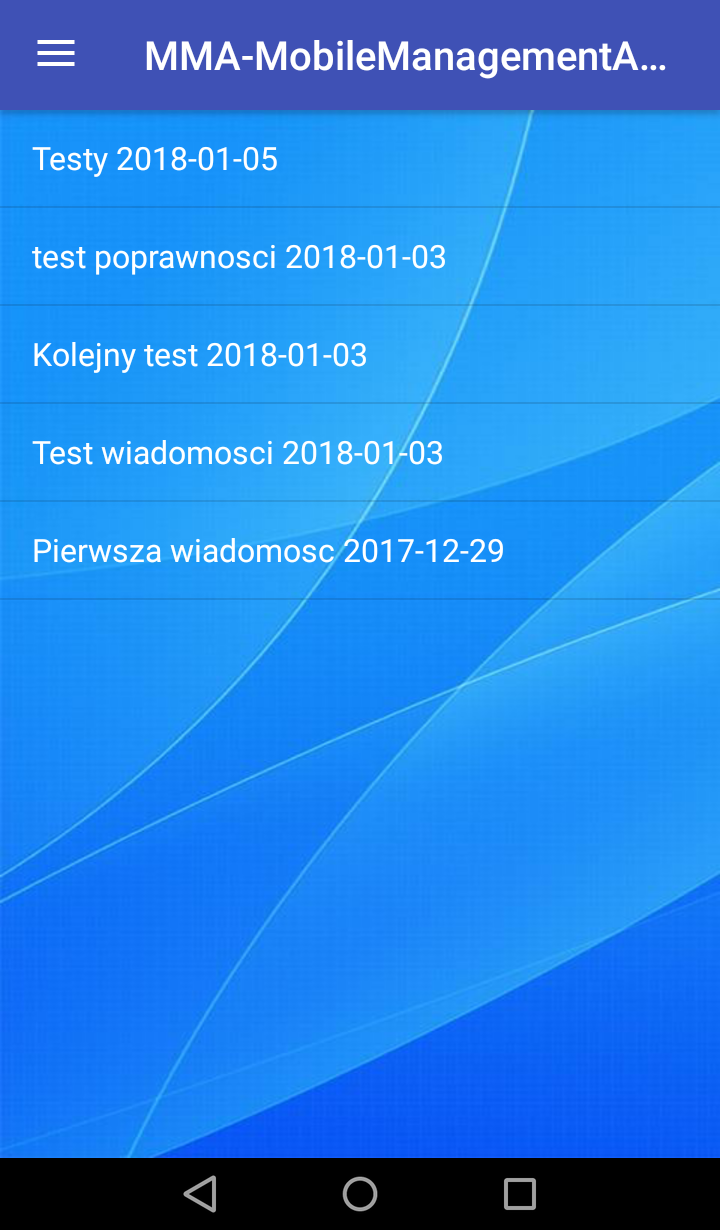 MMA-MobileManagementA...
Testy 2018-01-05
test poprawnosci 2018-01-03
Kolejny test 2018-01-03
Test wiadomosci 2018-01-03
Pierwsza wiadomosc 2017-12-29